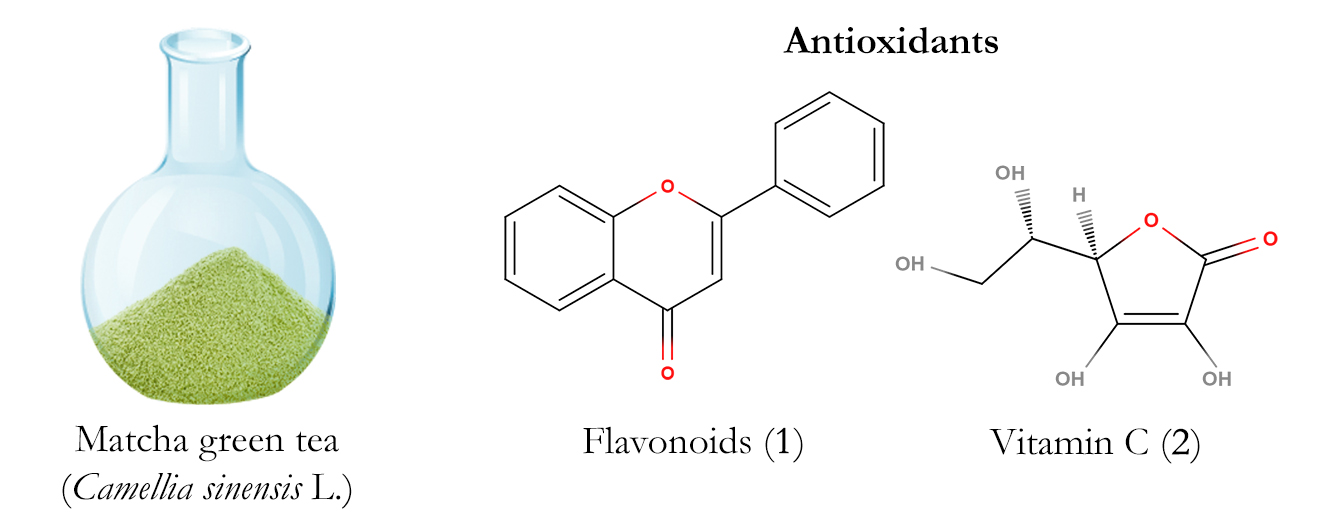 Antioxidants
O
O
OH
H
O
O
OH
OH
OH
Matcha green tea
(Camellia sinensis L.)
Flavonoids (1)
Vitamin C (2)